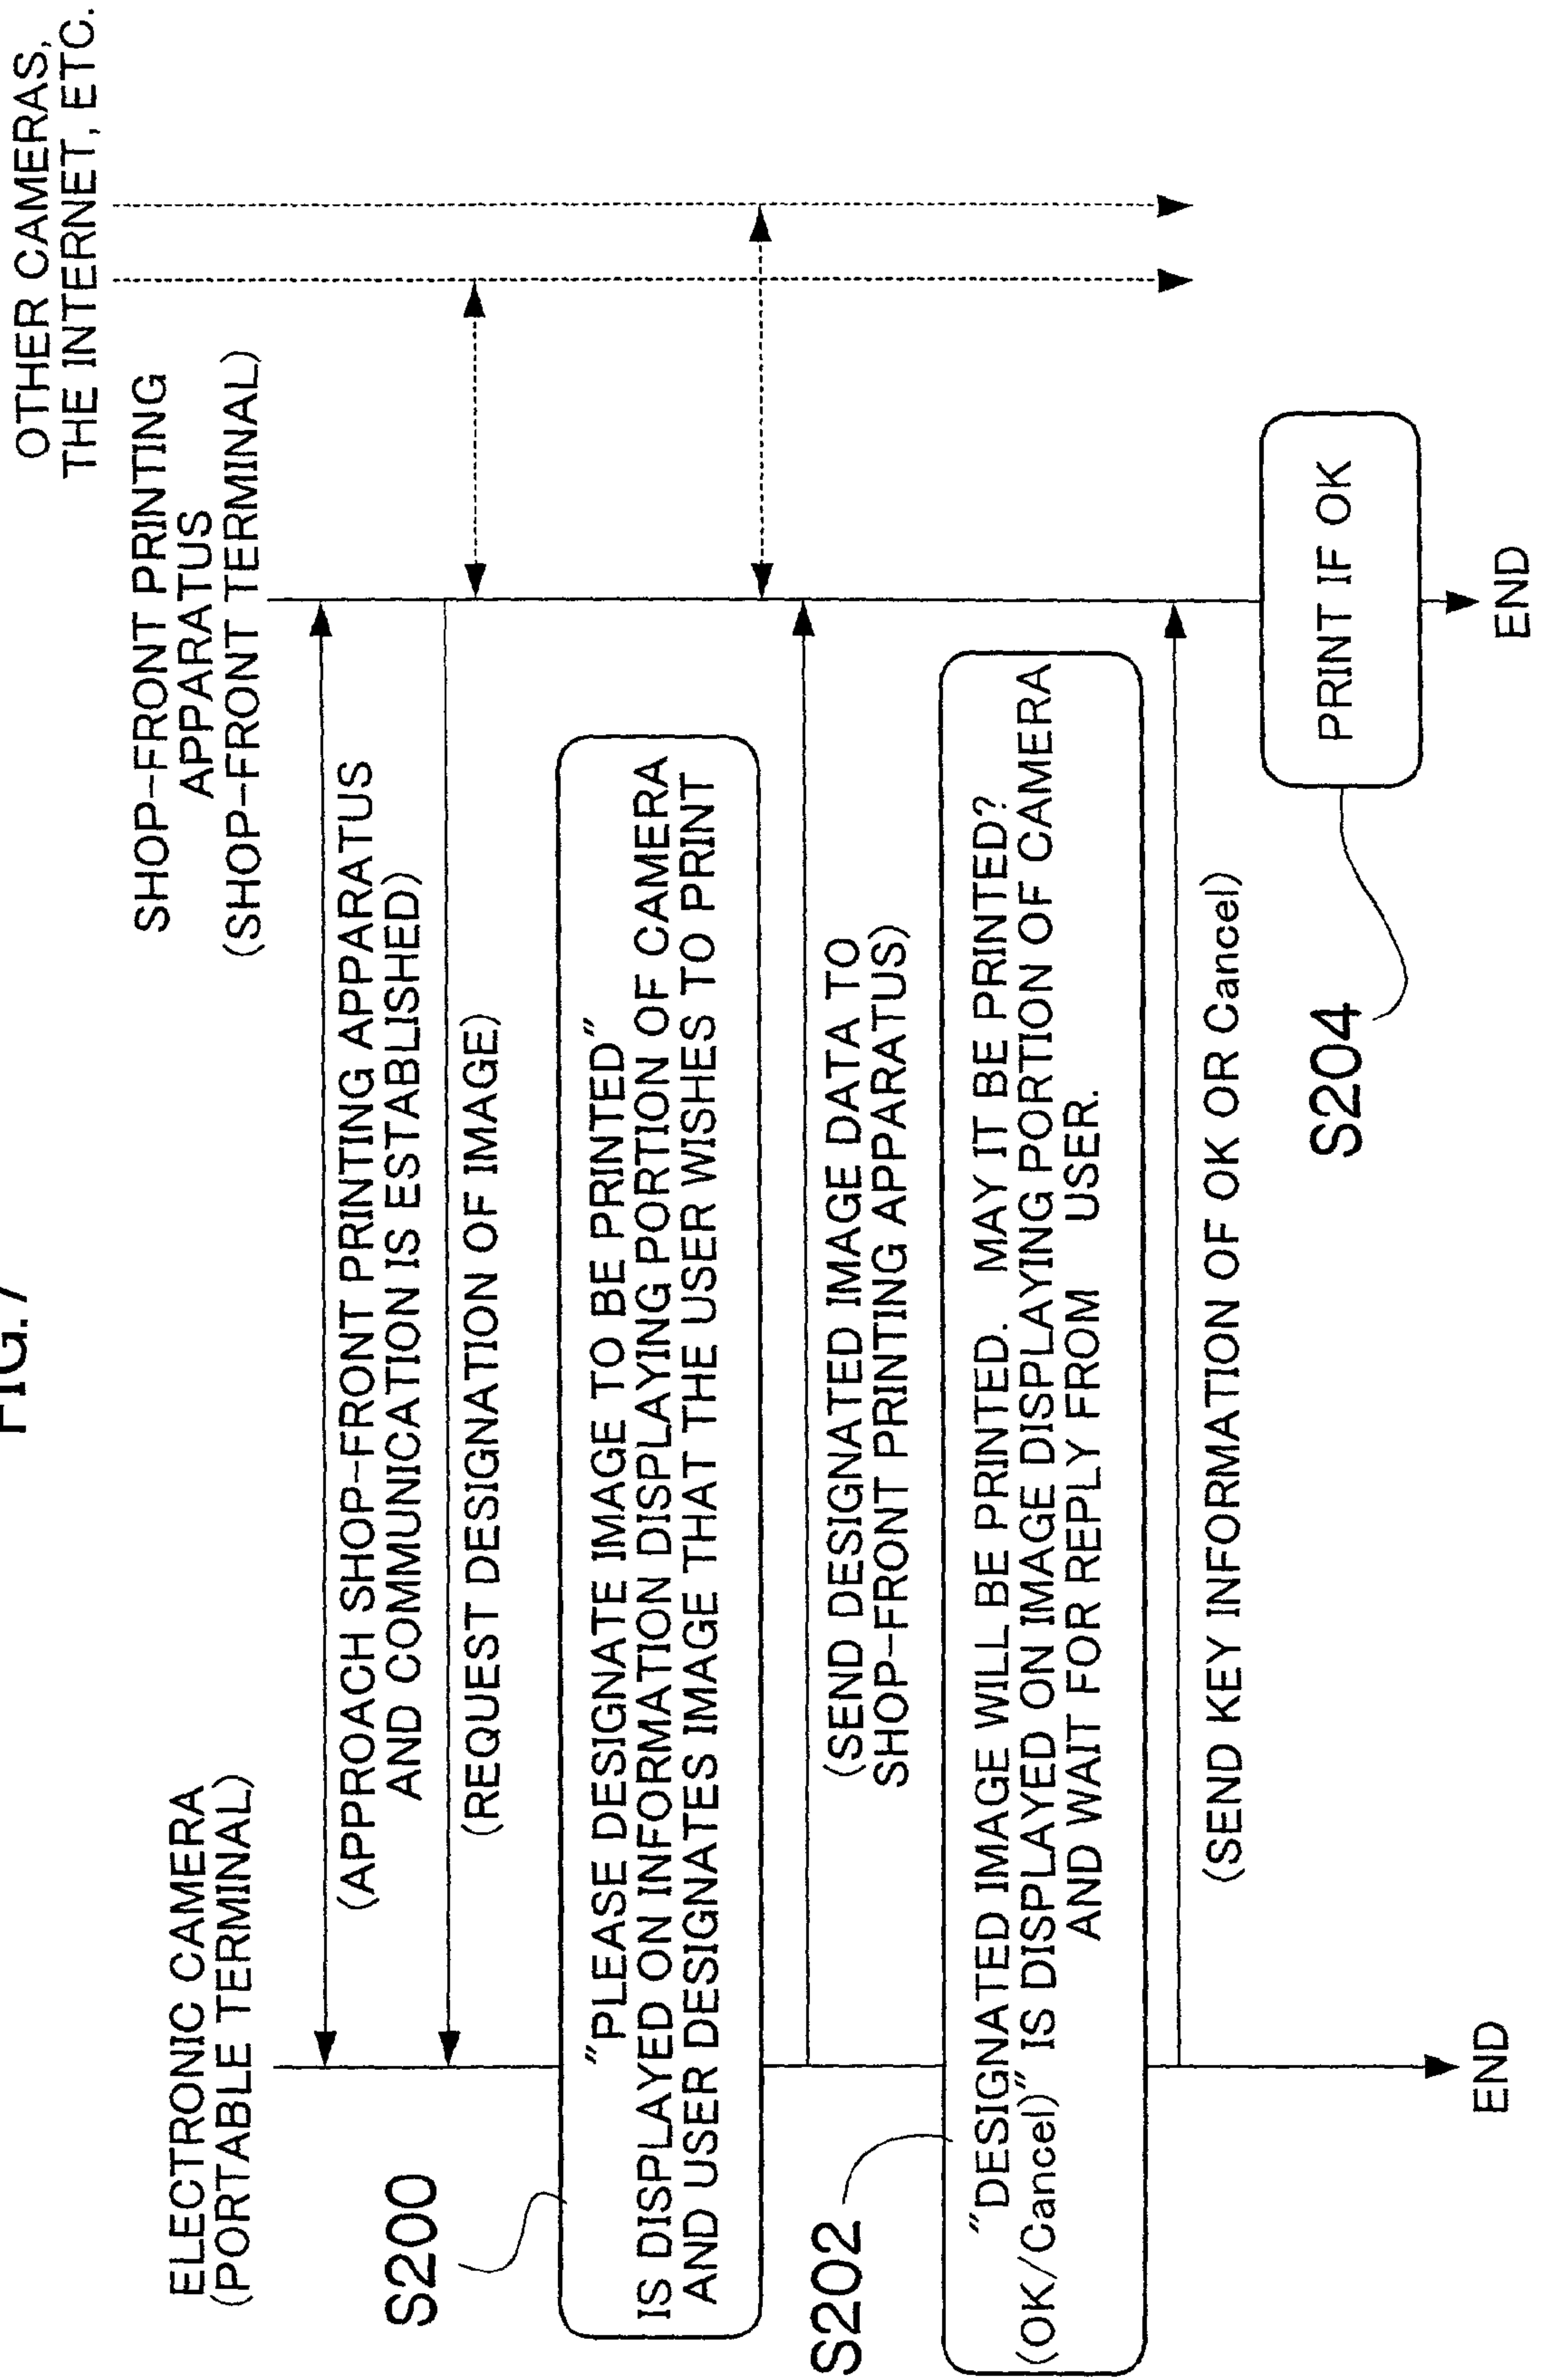 FIG. 7
OTHER CAMERAS,
THE INTERNET, ETC.
SHOP-FRONT PRINTING
APPARATUS
(SHOP-FRONT TERMINAL)
ELECTRONIC CAMERA
(PORTABLE TERMINAL)
(APPROACH SHOP-FRONT PRINTING APPARATUS
AND COMMUNICATION IS ESTABLISHED)
(REQUEST DESIGNATION OF IMAGE)
S200
"PLEASE DESIGNATE IMAGE TO BE PRINTED"
IS DISPLAYED ON INFORMATION DISPLAYING PORTION OF CAMERA
AND USER DESIGNATES IMAGE THAT THE USER WISHES TO PRINT
(SEND DESIGNATED IMAGE DATA TO
SHOP-FRONT PRINTING APPARATUS)
S202
"DESIGNATED IMAGE WILL BE PRINTED. MAY IT BE PRINTED?
(OK/Cancel)" IS DISPLAYED ON IMAGE DISPLAYING PORTION OF CAMERA
AND WAIT FOR REPLY FROM USER.
(SEND KEY INFORMATION OF OK OR Cancel)
S204
PRINT IF OK
END
END